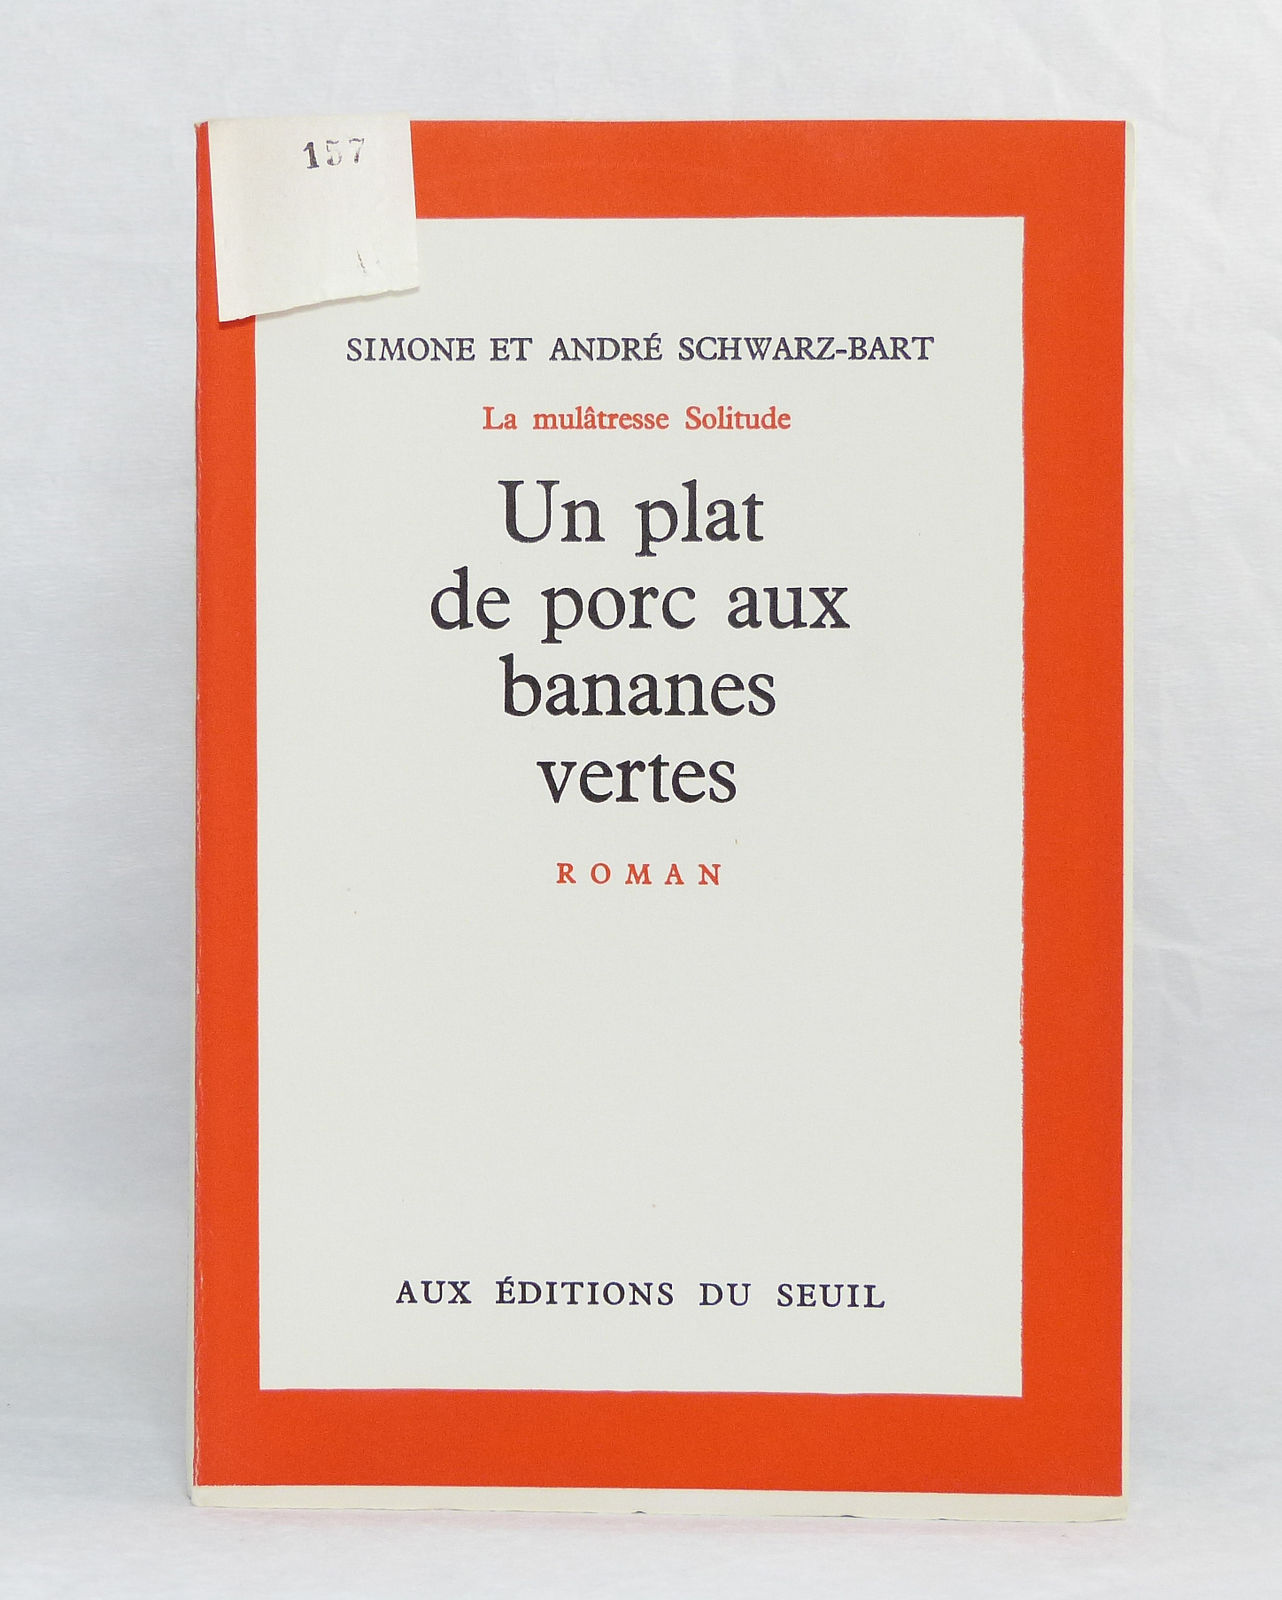 157
SIMONE ET ANDRÉ SCHWARZ-BART
La mulâtresse Solitude
Un plat
de porc aux
bananes
vertes
ROMAN
AUX ÉDITIONS DU SEUIL